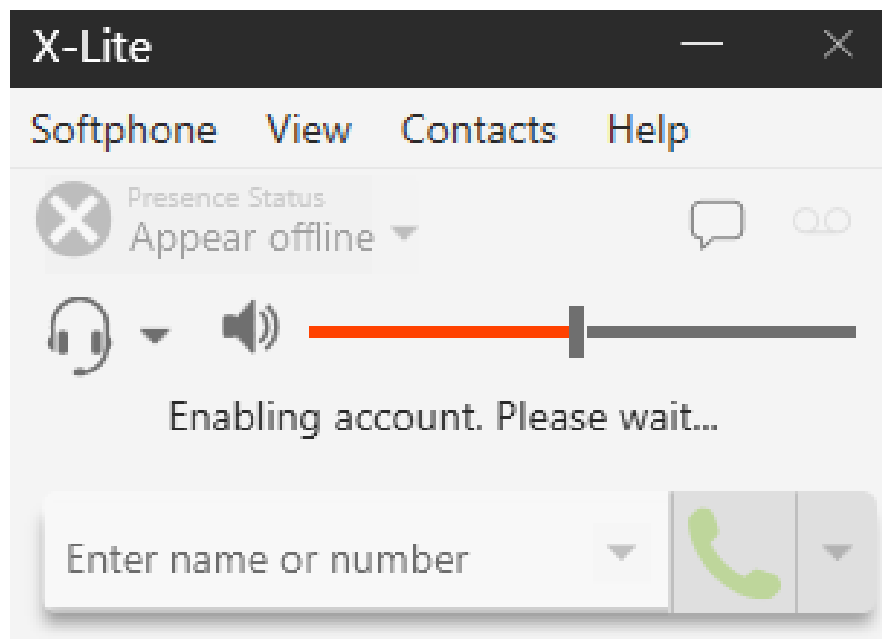 X-Lite
Softphone View Contacts Help
Presence Status
Appear offline
Enabling account. Please wait...
Enter name or number